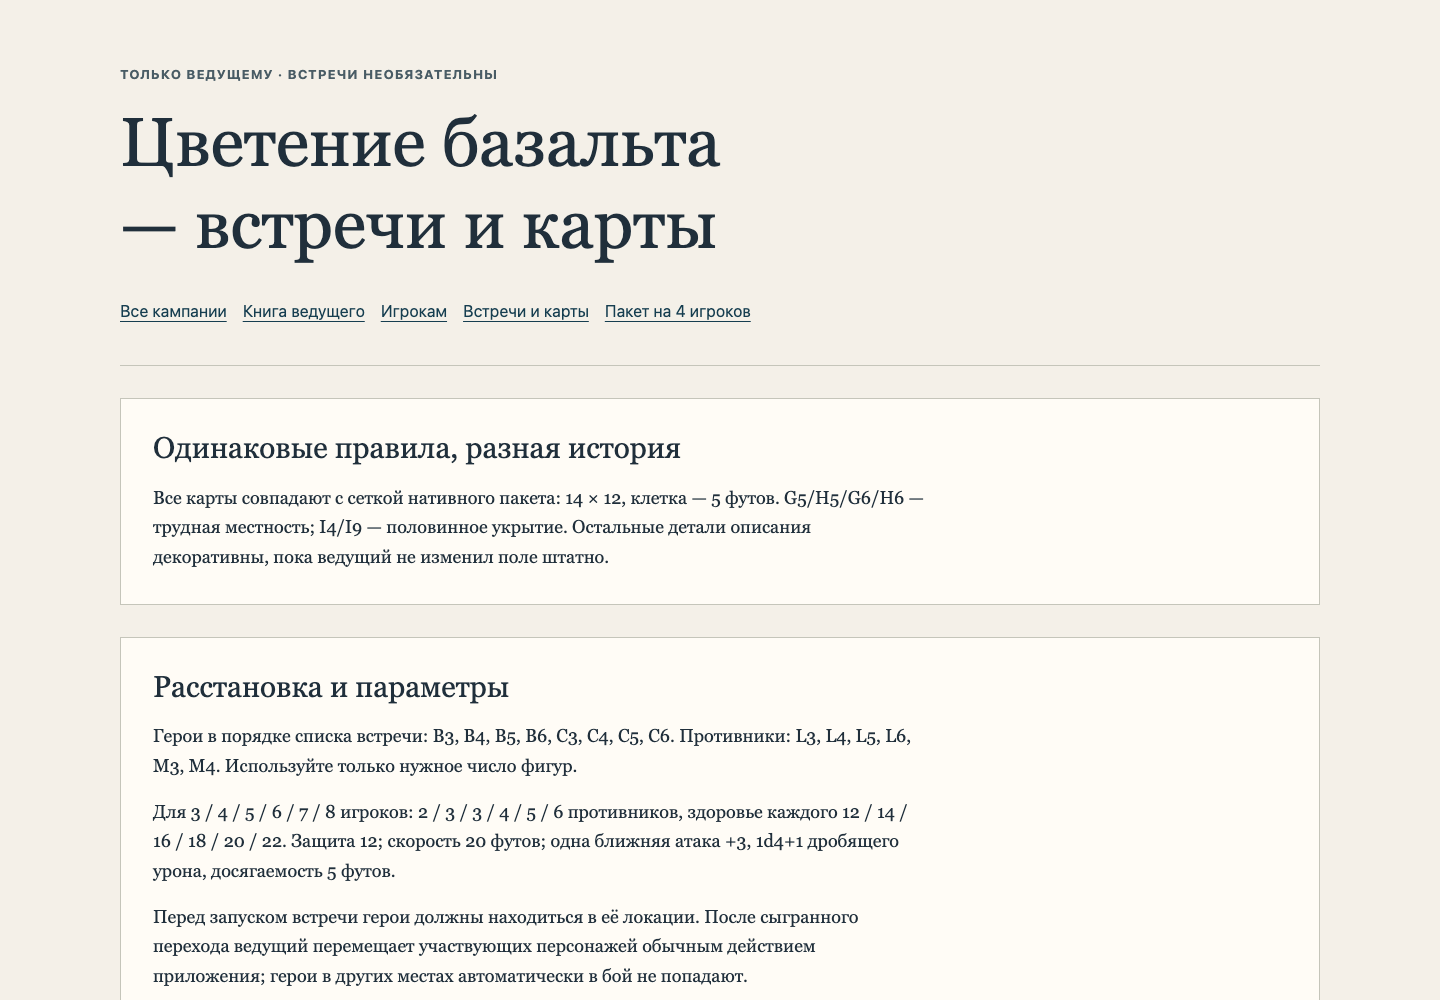 ТОЛЬКО ВЕДУЩЕМУ · ВСТРЕЧИ НЕОБЯЗАТЕЛЬНЫ
Цветение базальта
— встречи и карты
Все кампании Книга ведущего Игрокам Встречи и карты Пакет на 4 игроков
Одинаковые правила, разная история
Все карты совпадают с сеткой нативного пакета: 14 × 12, клетка — 5 футов. G5/H5/G6/H6 —
трудная местность; I4/I9 — половинное укрытие. Остальные детали описания
декоративны, пока ведущий не изменил поле штатно.
Расстановка и параметры
Герои в порядке списка встречи: B3, B4, B5, B6, C3, C4, C5, C6. Противники: L3, L4, L5, L6,
M3, M4. Используйте только нужное число фигур.
Для 3 / 4 / 5 / 6 / 7 / 8 игроков: 2 / 3 / 3 / 4 / 5 / 6 противников, здоровье каждого 12 / 14 /
16 / 18 / 20 / 22. Защита 12; скорость 20 футов; одна ближняя атака +3, 1d4+1 дробящего
урона, досягаемость 5 футов.
Перед запуском встречи герои должны находиться в её локации. После сыгранного
перехода ведущий перемещает участвующих персонажей обычным действием
приложения; герои в других местах автоматически в бой не попадают.